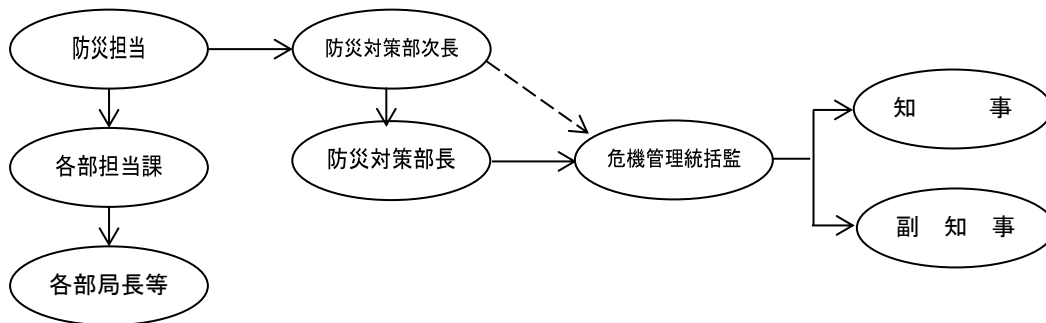 防災担当
防災対策部次長
各部担当課
防災対策部長
危機管理統括監
知 事
副 知 事
各部局長等